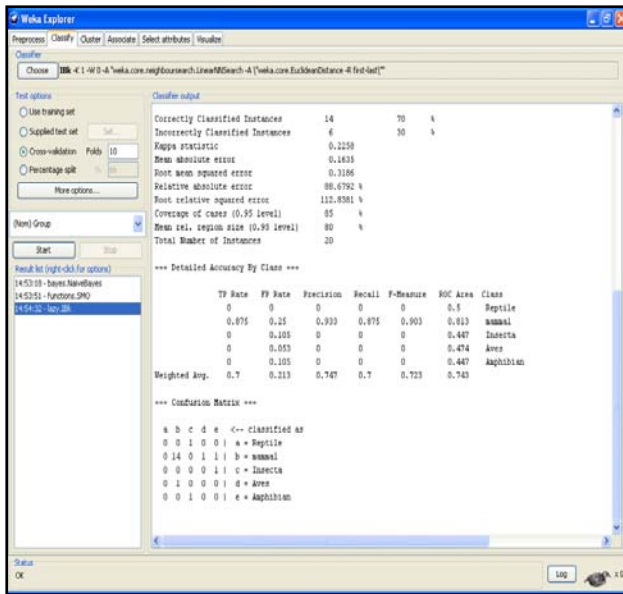 Weka Explorer
Preprocess Classify Cluster Associate Select attributes Visualize
Classifier
Choose IBk -K 1 -W 0 -A "weka.core.neighboursearch.LinearNNSearch -A \"weka.core.EuclideanDistance -R first-last\""
Test options
Use training set
Supplied test set Set...
Cross-validation Folds 10
Percentage split % 66
More options...
(Nom) Group
Start Stop
Result list (right-click for options)
14:53:18 - bayes.NaiveBayes
14:53:51 - functions.SMO
14:54:32 - lazy.IBk
Classifier output
Correctly Classified Instances 14 70 %
Incorrectly Classified Instances 6 30 %
Kappa statistic 0.2258
Mean absolute error 0.1635
Root mean squared error 0.3186
Relative absolute error 88.6792 %
Root relative squared error 112.8381 %
Coverage of cases (0.95 level) 85 %
Mean rel. region size (0.95 level) 80 %
Total Number of Instances 20
=== Detailed Accuracy By Class ===
TP Rate FP Rate Precision Recall F-Measure ROC Area Class
0 0 0 0 0 0.5 Reptile
0.875 0.25 0.933 0.875 0.903 0.813 mammal
0 0.105 0 0 0 0.447 Insecta
0 0.053 0 0 0 0.474 Aves
0 0.105 0 0 0 0.447 Amphibian
Weighted Avg. 0.7 0.213 0.747 0.7 0.723 0.743
=== Confusion Matrix ===
a b c d e <-- classified as
0 0 1 0 0 | a = Reptile
0 14 0 1 1 | b = mammal
0 0 0 0 1 | c = Insecta
0 1 0 0 0 | d = Aves
0 0 1 0 0 | e = Amphibian
Status
OK
Log
x 0